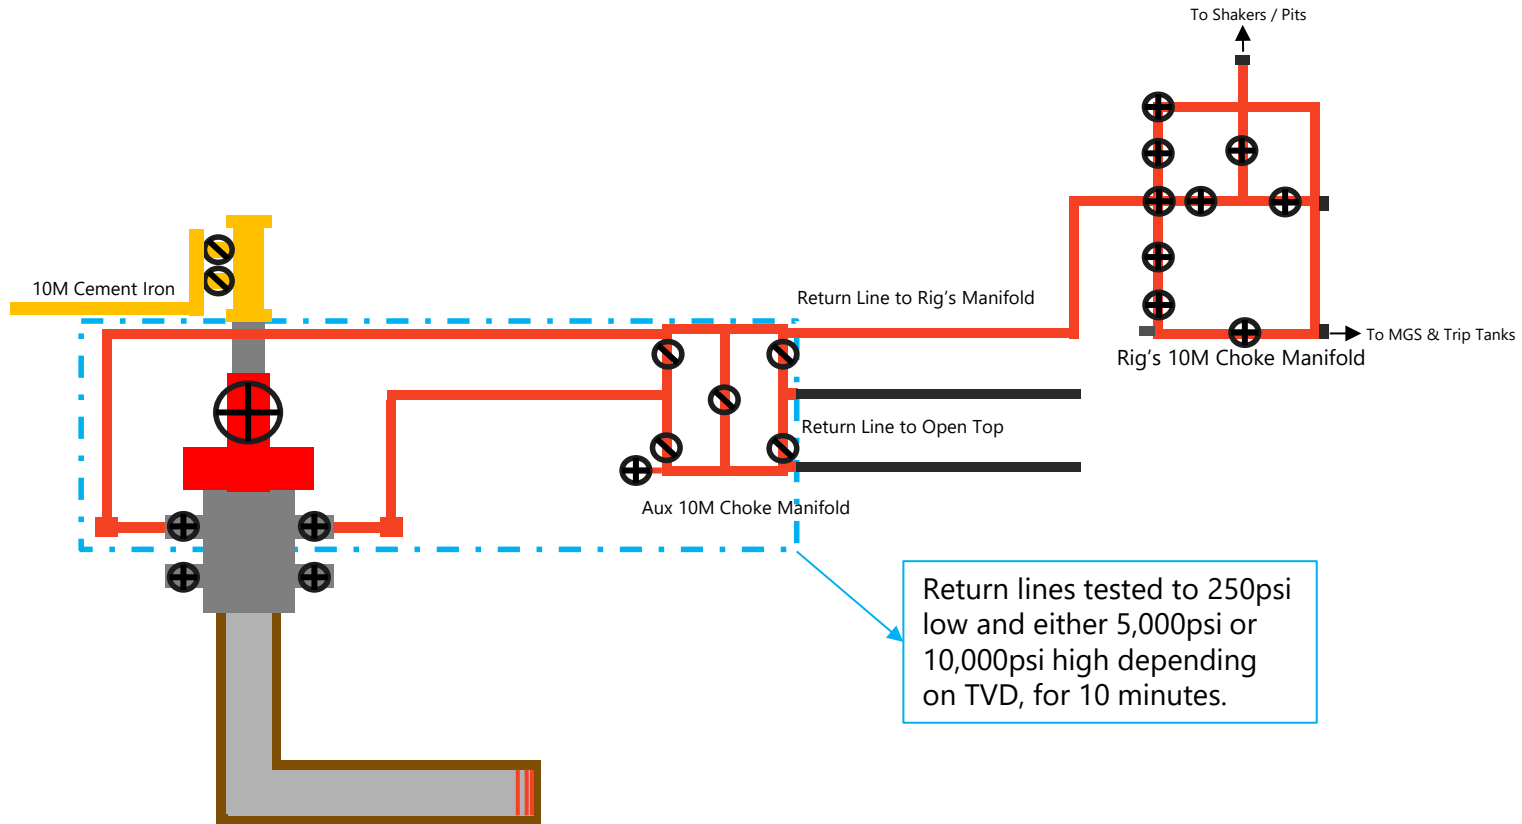 To Shakers / Pits
10M Cement Iron
Return Line to Rig's Manifold
To MGS & Trip Tanks
Rig's 10M Choke Manifold
Return Line to Open Top
Aux 10M Choke Manifold
Return lines tested to 250psi
low and either 5,000psi or
10,000psi high depending
on TVD, for 10 minutes.